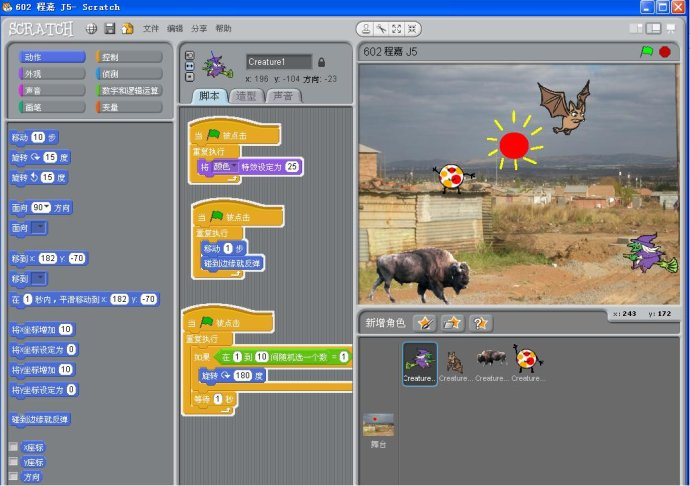 602 程嘉 J5- Scratch
SCRATCH
文件 编辑 分享 帮助
动作 控制
外观 侦测
声音 数字和逻辑运算
画笔 变量
移动 10 步
旋转 15 度
旋转 15 度
面向 90 方向
面向
移到 x: 182 y: -70
移到
在 1 秒内,平滑移动到 x: 182 y: -70
将x坐标增加 10
将x坐标设定为 0
将y坐标增加 10
将y坐标设定为 0
碰到边缘就反弹
x座标
y座标
方向
Creature1
x: 196 y: -104 方向: -23
脚本 造型 声音
当 被点击
重复执行
将 颜色 特效设定为 25
当 被点击
重复执行
移动 1 步
碰到边缘就反弹
当 被点击
重复执行
如果 在 1 到 10 间随机选一个数 = 1
旋转 180 度
等待 1 秒
602 程嘉 J5
x: 243 y: 172
新增角色
Creature... Creature... Creature... Creature...
舞台